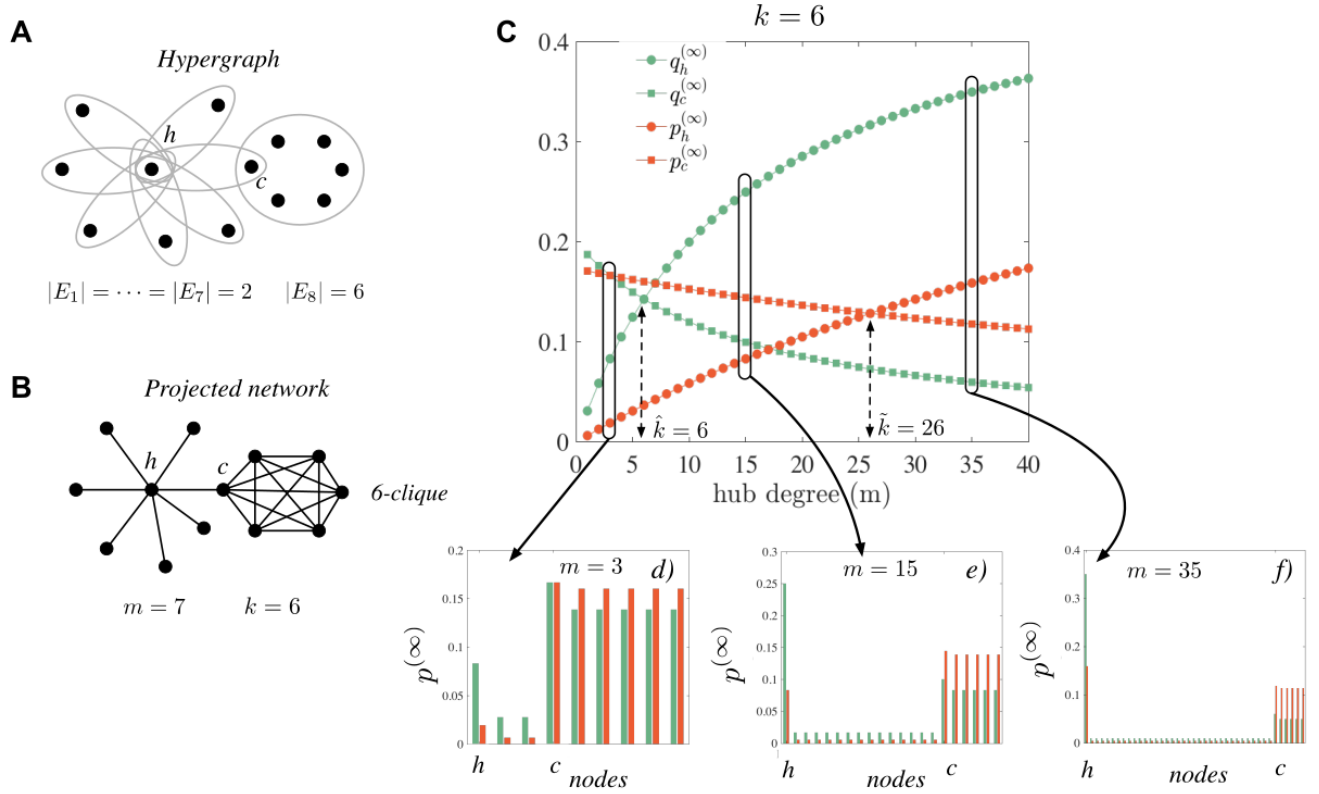 A
Hypergraph
h
c
|E₁| = ⋯ = |E₇| = 2
|E₈| = 6
B
Projected network
h
c
6-clique
m = 7
k = 6
C
k = 6
q_h^(∞)
q_c^(∞)
p_h^(∞)
p_c^(∞)
0.4
0.3
0.2
0.1
0
k̂ = 6
k̃ = 26
0 5 10 15 20 25 30 35 40
hub degree (m)
0.2
0.15
0.1
0.05
0
p^(∞)
m = 3
d)
h
c
nodes
0.3
0.25
0.2
0.15
0.1
0.05
0
p^(∞)
m = 15
e)
h
nodes
c
0.4
0.3
0.2
0.1
0
p^(∞)
m = 35
f)
h
nodes
c